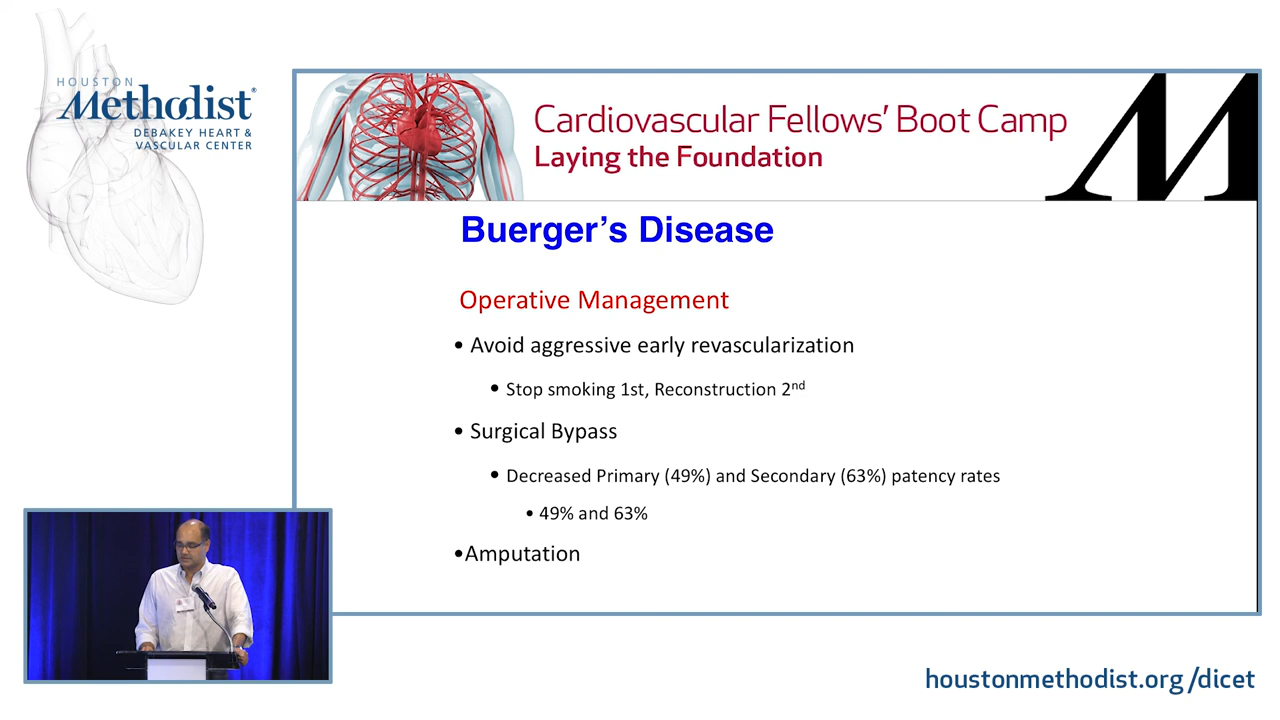 HOUSTON
Methodist®
DEBAKEY HEART &
VASCULAR CENTER
Cardiovascular Fellows' Boot Camp
Laying the Foundation
M
Buerger's Disease
Operative Management
• Avoid aggressive early revascularization
• Stop smoking 1st, Reconstruction 2nd
• Surgical Bypass
• Decreased Primary (49%) and Secondary (63%) patency rates
• 49% and 63%
•Amputation
houstonmethodist.org/dicet